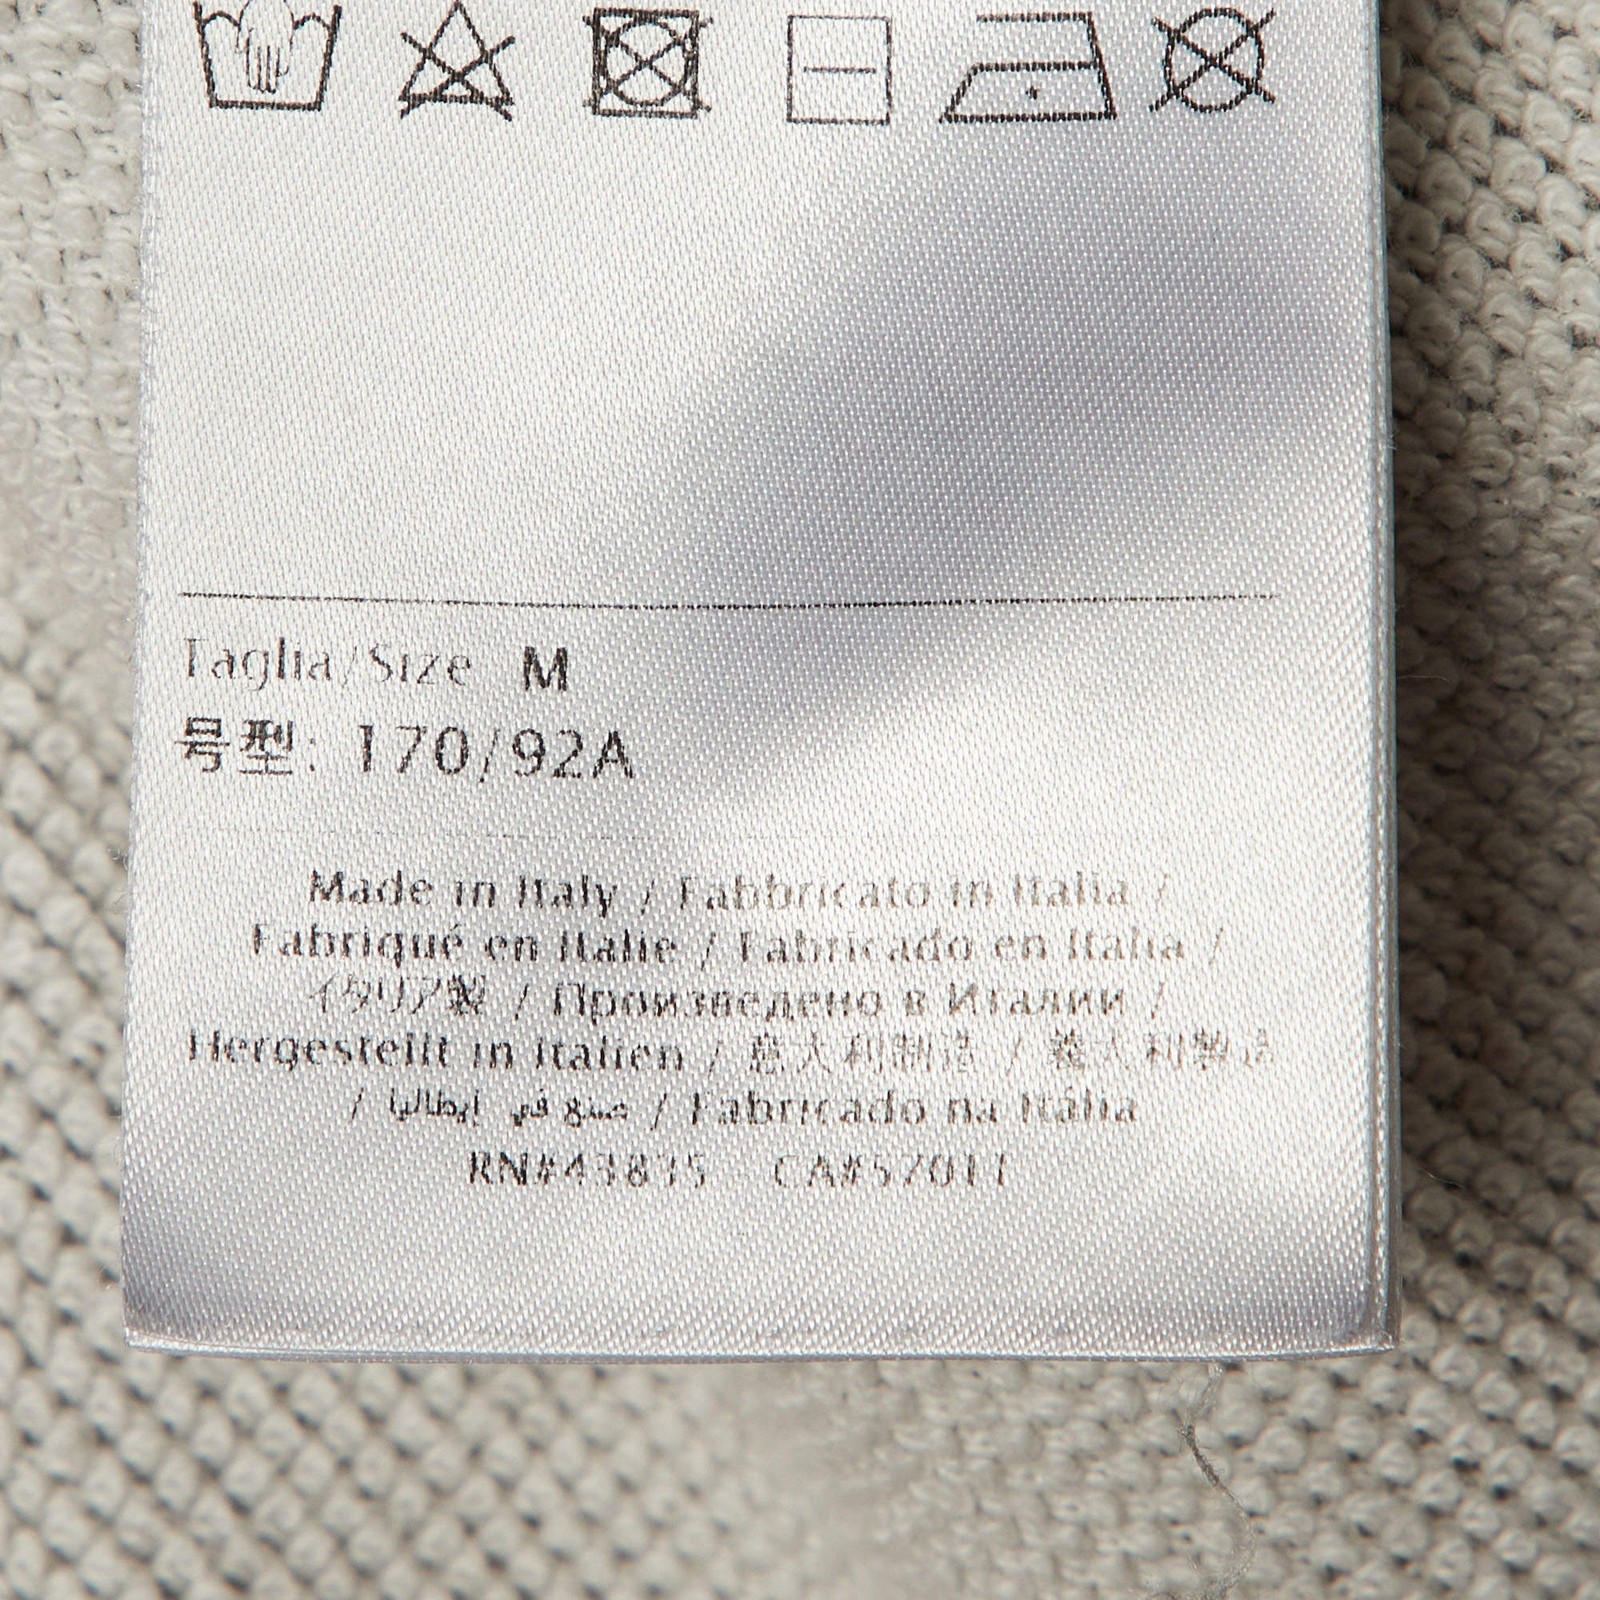 Taglia/Size M
号型: 170/92A
Made in Italy / Fabbricato in Italia /
Fabriqué en Italie / Fabricado en Italia /
イタリア製 / Произведено в Италии /
Hergestellt in Italien / 意大利制造 / 義大利製造
/ صنع في إيطاليا / Fabricado na Itália
RN#43835 CA#57011